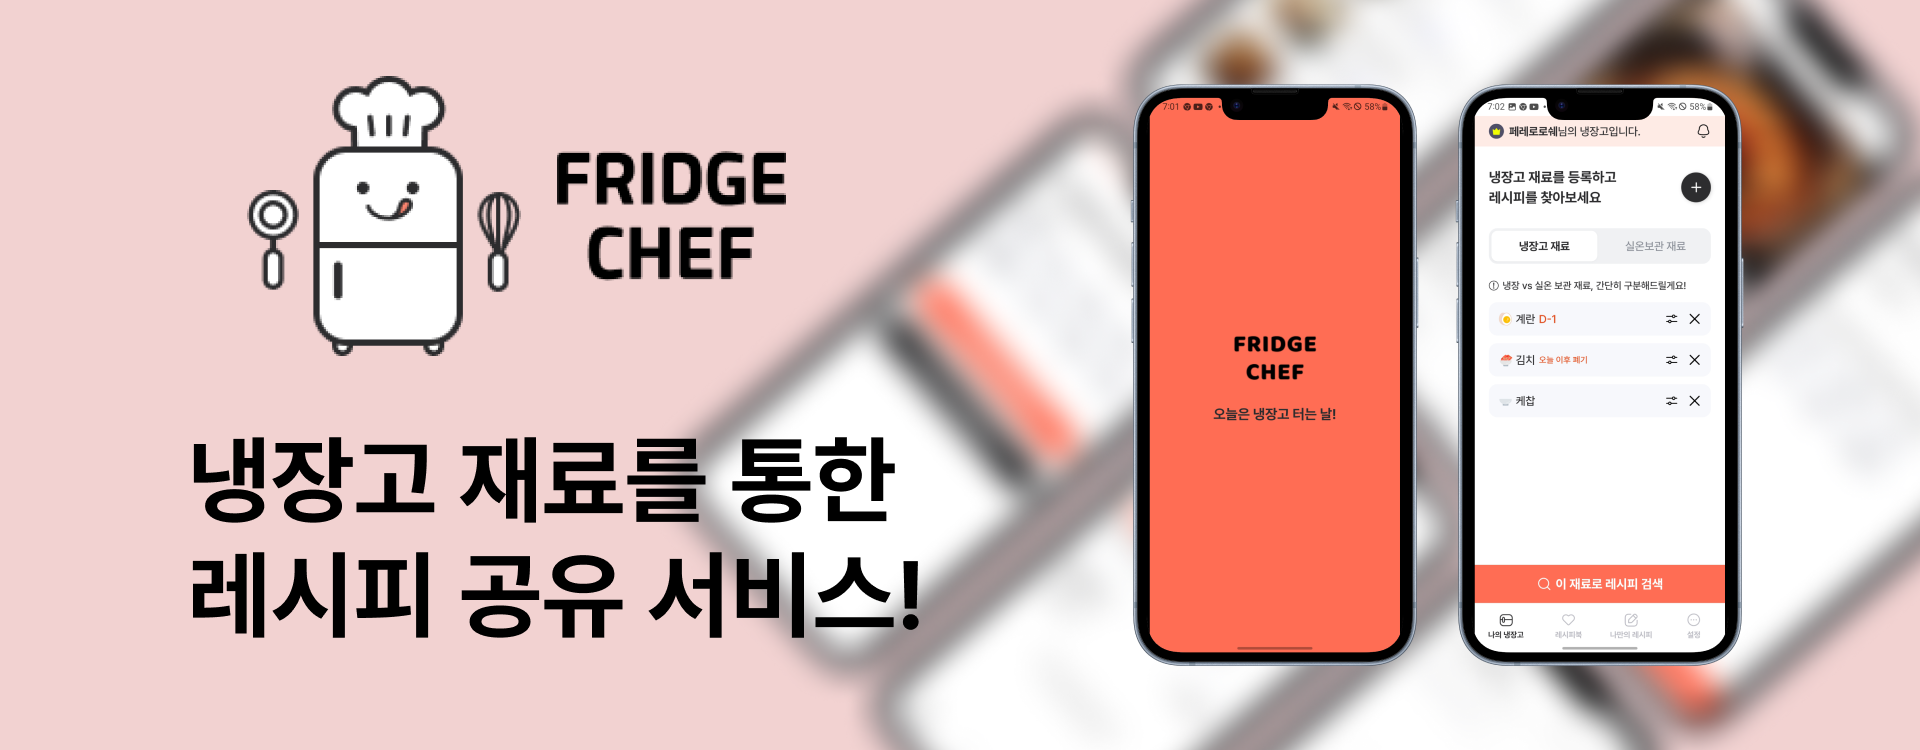 FRIDGE
CHEF
냉장고 재료를 통한
레시피 공유 서비스!
7:01
58%
FRIDGE
CHEF
오늘은 냉장고 터는 날!
7:02
58%
페레로로쉐님의 냉장고입니다.
냉장고 재료를 등록하고
레시피를 찾아보세요
냉장고 재료
실온보관 재료
냉장 vs 실온 보관 재료, 간단히 구분해드릴게요!
계란 D-1
김치 오늘 이후 폐기
케찹
이 재료로 레시피 검색
나의 냉장고
레시피북
나만의 레시피
설정